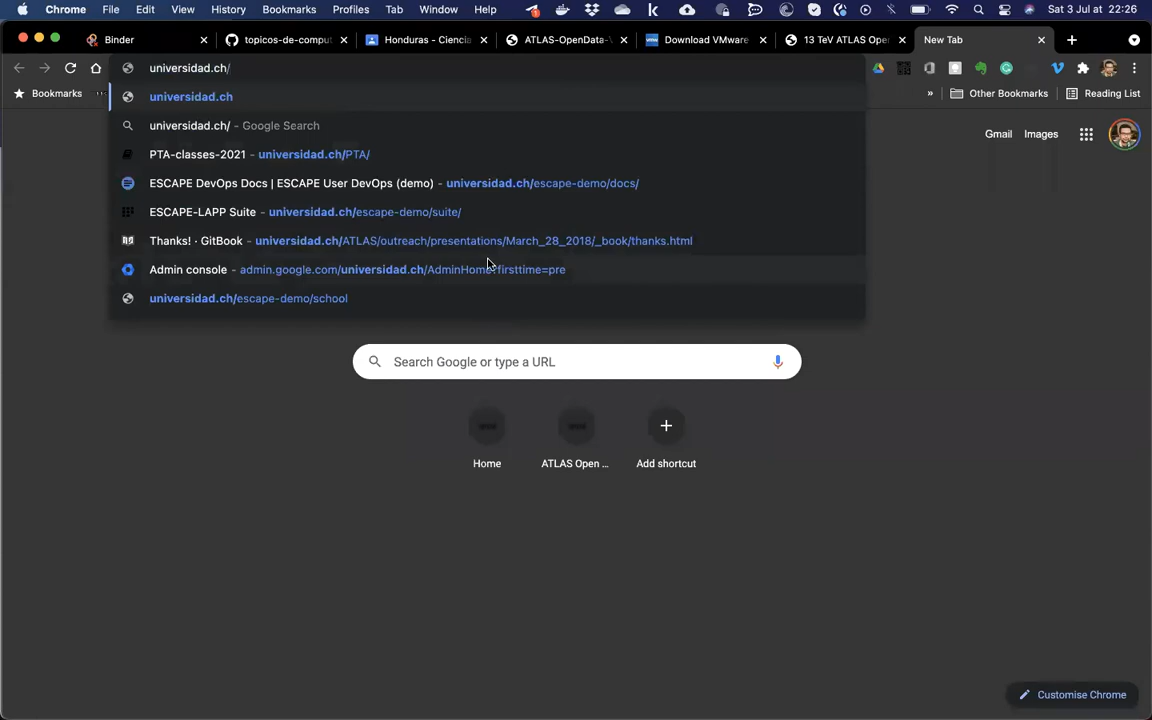 Chrome File Edit View History Bookmarks Profiles Tab Window Help Sat 3 Jul at 22:26
Binder topicos-de-comput Honduras - Ciencia ATLAS-OpenData- Download VMware 13 TeV ATLAS Ope New Tab
universidad.ch/
Bookmarks » Other Bookmarks Reading List
universidad.ch
universidad.ch/ - Google Search
Gmail Images
PTA-classes-2021 - universidad.ch/PTA/
ESCAPE DevOps Docs | ESCAPE User DevOps (demo) - universidad.ch/escape-demo/docs/
ESCAPE-LAPP Suite - universidad.ch/escape-demo/suite/
Thanks! · GitBook - universidad.ch/ATLAS/outreach/presentations/March_28_2018/_book/thanks.html
Admin console - admin.google.com/universidad.ch/AdminHome?firsttime=pre
universidad.ch/escape-demo/school
Search Google or type a URL
Home ATLAS Open ... Add shortcut
Customise Chrome